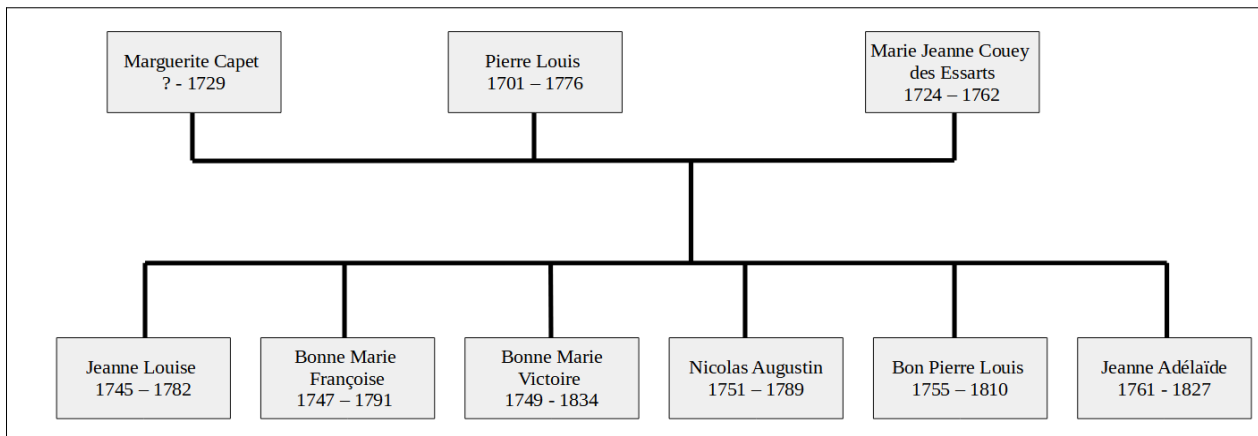 Marguerite Capet
? - 1729
Pierre Louis
1701 – 1776
Marie Jeanne Couey
des Essarts
1724 – 1762
Jeanne Louise
1745 – 1782
Bonne Marie
Françoise
1747 – 1791
Bonne Marie
Victoire
1749 - 1834
Nicolas Augustin
1751 – 1789
Bon Pierre Louis
1755 – 1810
Jeanne Adélaïde
1761 - 1827